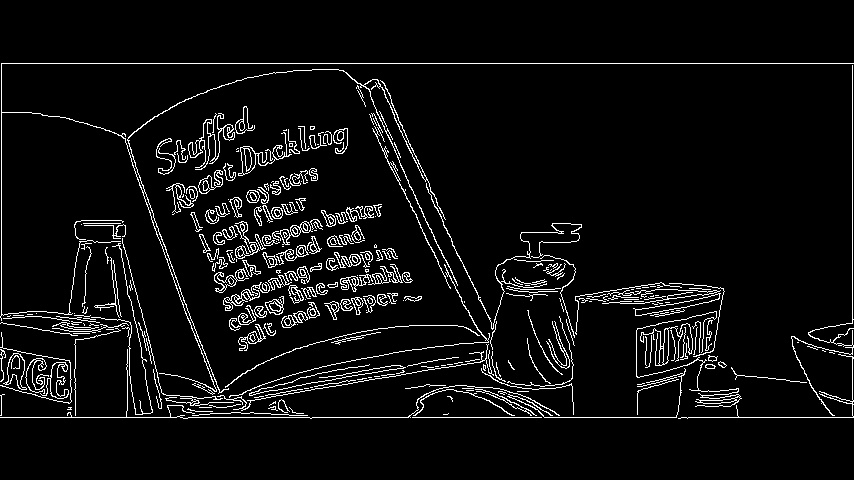 Stuffed
Roast Duckling
1 cup oysters
1 cup flour
½ tablespoon butter
Soak bread and
seasoning~chop in
celery fine~sprinkle
salt and pepper~
AGE
THYME